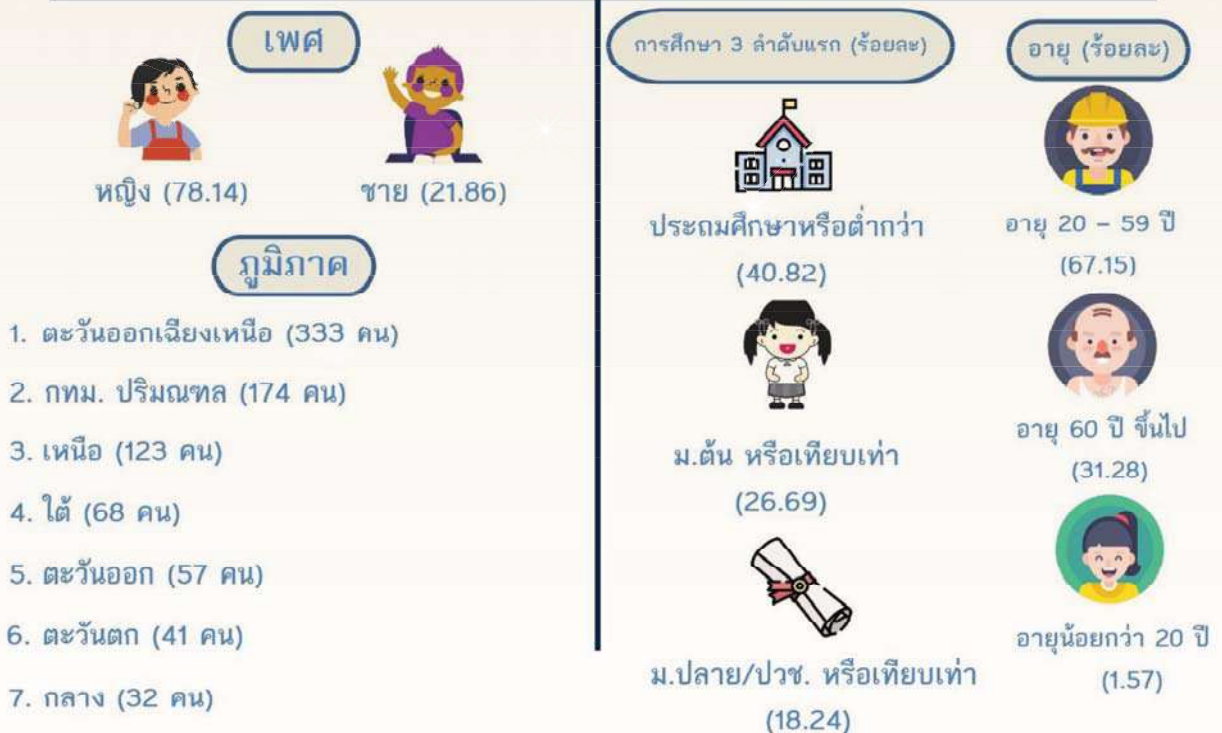 เพศ
หญิง (78.14)
ชาย (21.86)
ภูมิภาค
1. ตะวันออกเฉียงเหนือ (333 คน)
2. กทม. ปริมณฑล (174 คน)
3. เหนือ (123 คน)
4. ใต้ (68 คน)
5. ตะวันออก (57 คน)
6. ตะวันตก (41 คน)
7. กลาง (32 คน)
การศึกษา 3 ลำดับแรก (ร้อยละ)
ประถมศึกษาหรือต่ำกว่า
(40.82)
ม.ต้น หรือเทียบเท่า
(26.69)
ม.ปลาย/ปวช. หรือเทียบเท่า
(18.24)
อายุ (ร้อยละ)
อายุ 20 – 59 ปี
(67.15)
อายุ 60 ปี ขึ้นไป
(31.28)
อายุน้อยกว่า 20 ปี
(1.57)